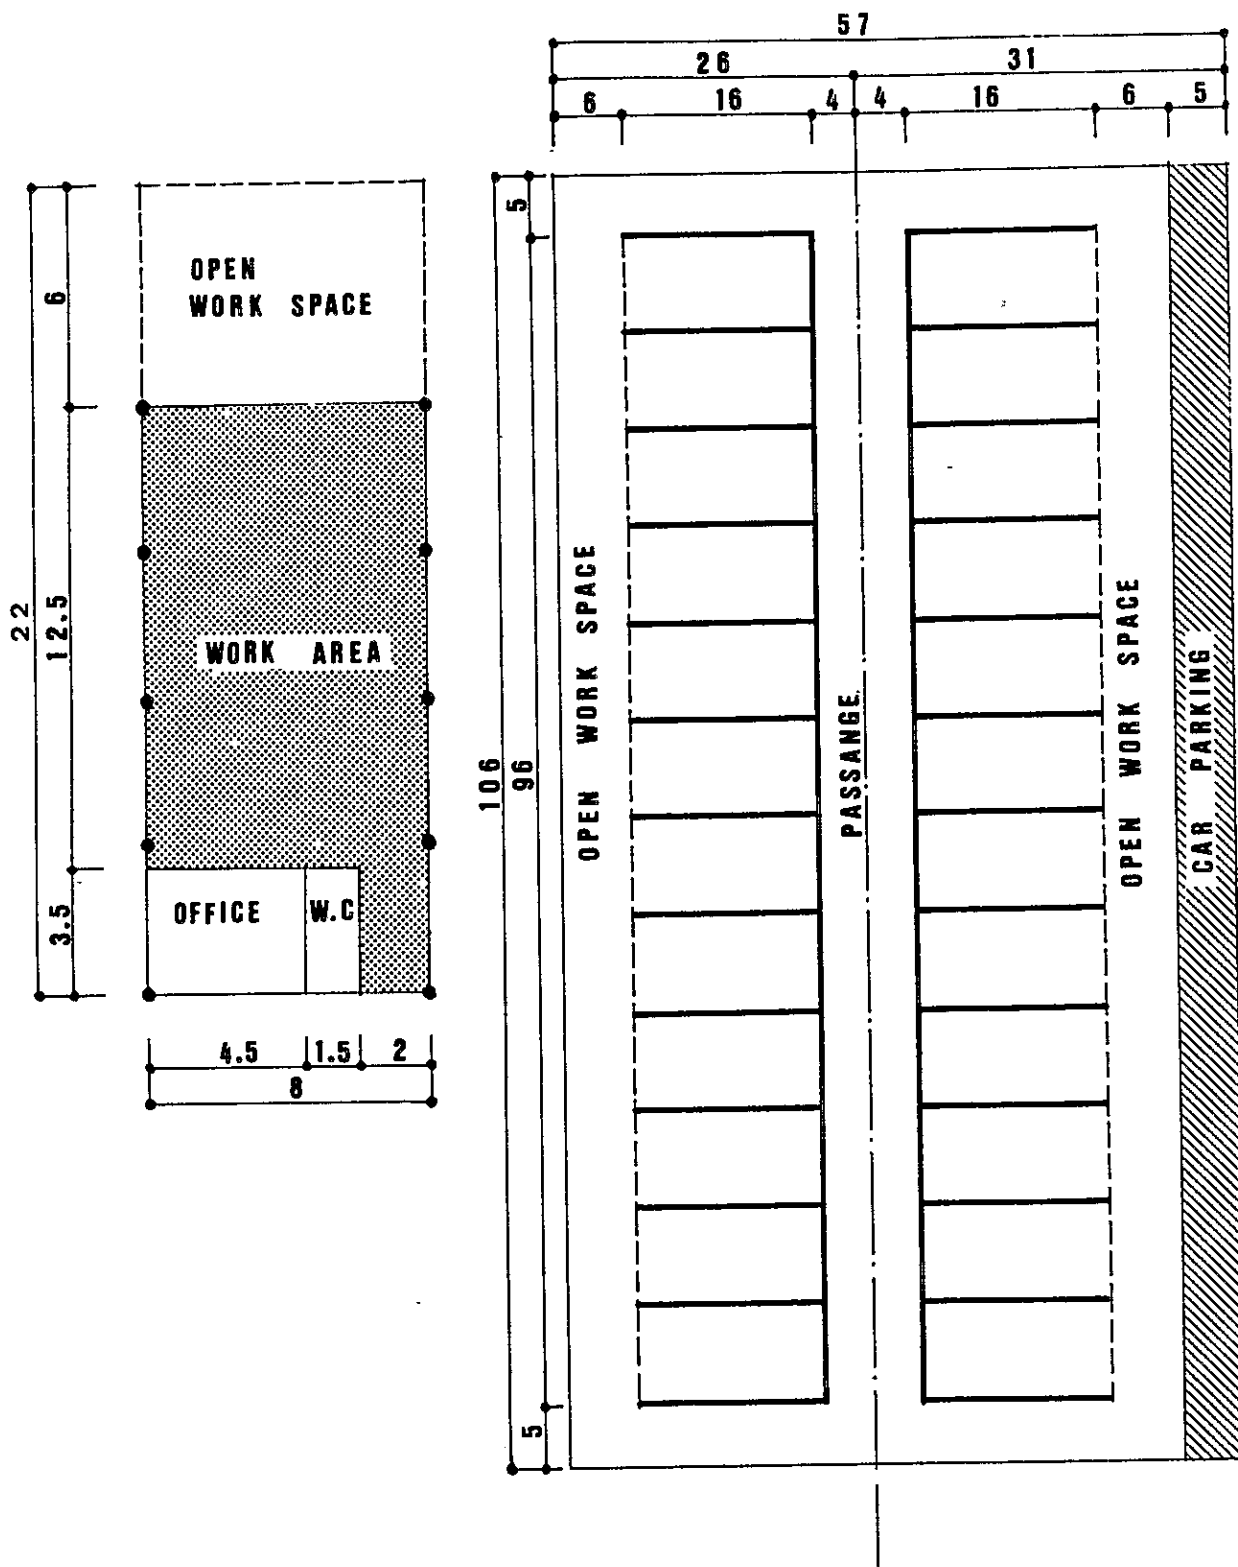 57
26 31
6 16 4 4 16 6 5
OPEN
WORK SPACE
WORK AREA
OFFICE W.C
22
6
12.5
3.5
4.5 1.5 2
8
106
5
96
5
OPEN WORK SPACE
PASSANGE
OPEN WORK SPACE
CAR PARKING